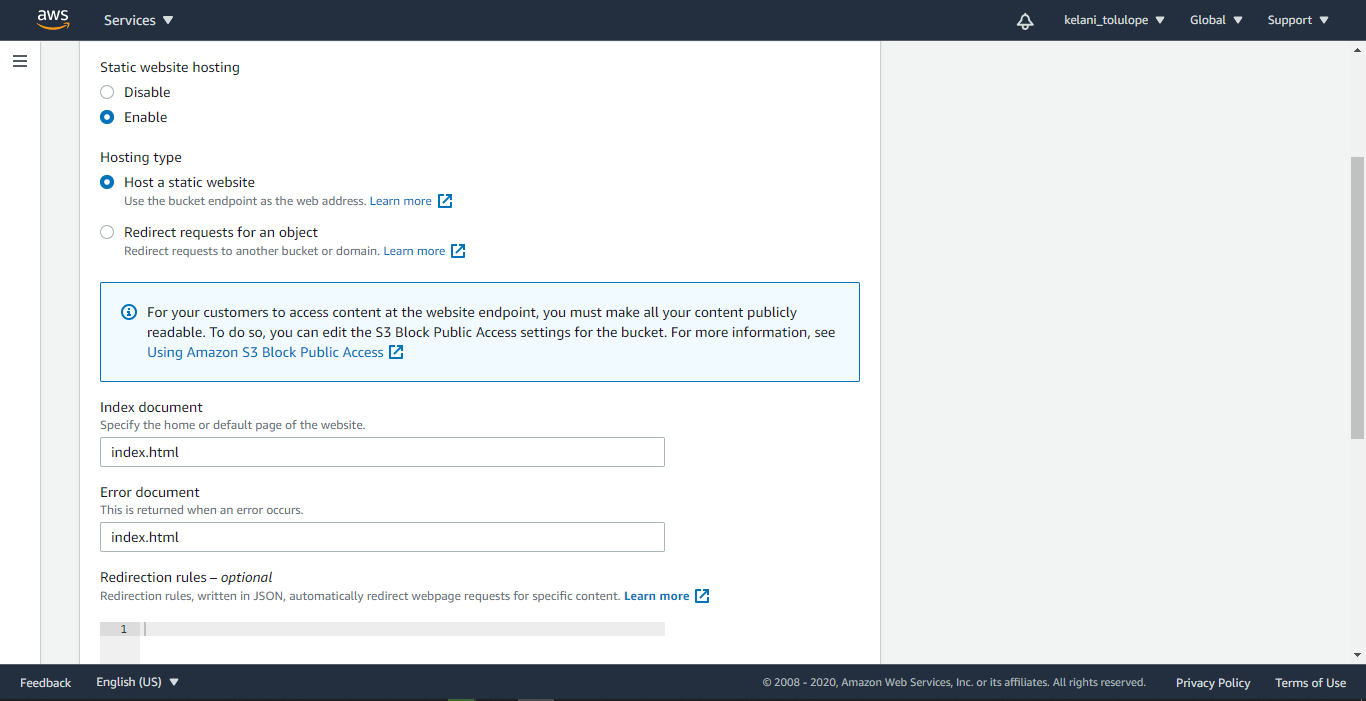 aws
Services
kelani_tolulope
Global
Support
Static website hosting
Disable
Enable
Hosting type
Host a static website
Use the bucket endpoint as the web address. Learn more
Redirect requests for an object
Redirect requests to another bucket or domain. Learn more
For your customers to access content at the website endpoint, you must make all your content publicly
readable. To do so, you can edit the S3 Block Public Access settings for the bucket. For more information, see
Using Amazon S3 Block Public Access
Index document
Specify the home or default page of the website.
index.html
Error document
This is returned when an error occurs.
index.html
Redirection rules – optional
Redirection rules, written in JSON, automatically redirect webpage requests for specific content. Learn more
1
Feedback
English (US)
© 2008 - 2020, Amazon Web Services, Inc. or its affiliates. All rights reserved.
Privacy Policy
Terms of Use